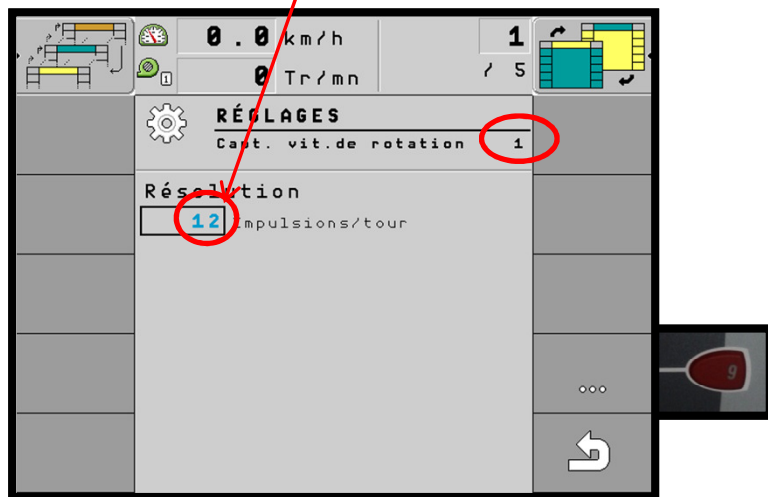 0.0 km/h
1
0 Tr/mn
/ 5
1
RÉGLAGES
Capt. vit.de rotation 1
Résolution
12 impulsions/tour
...
9